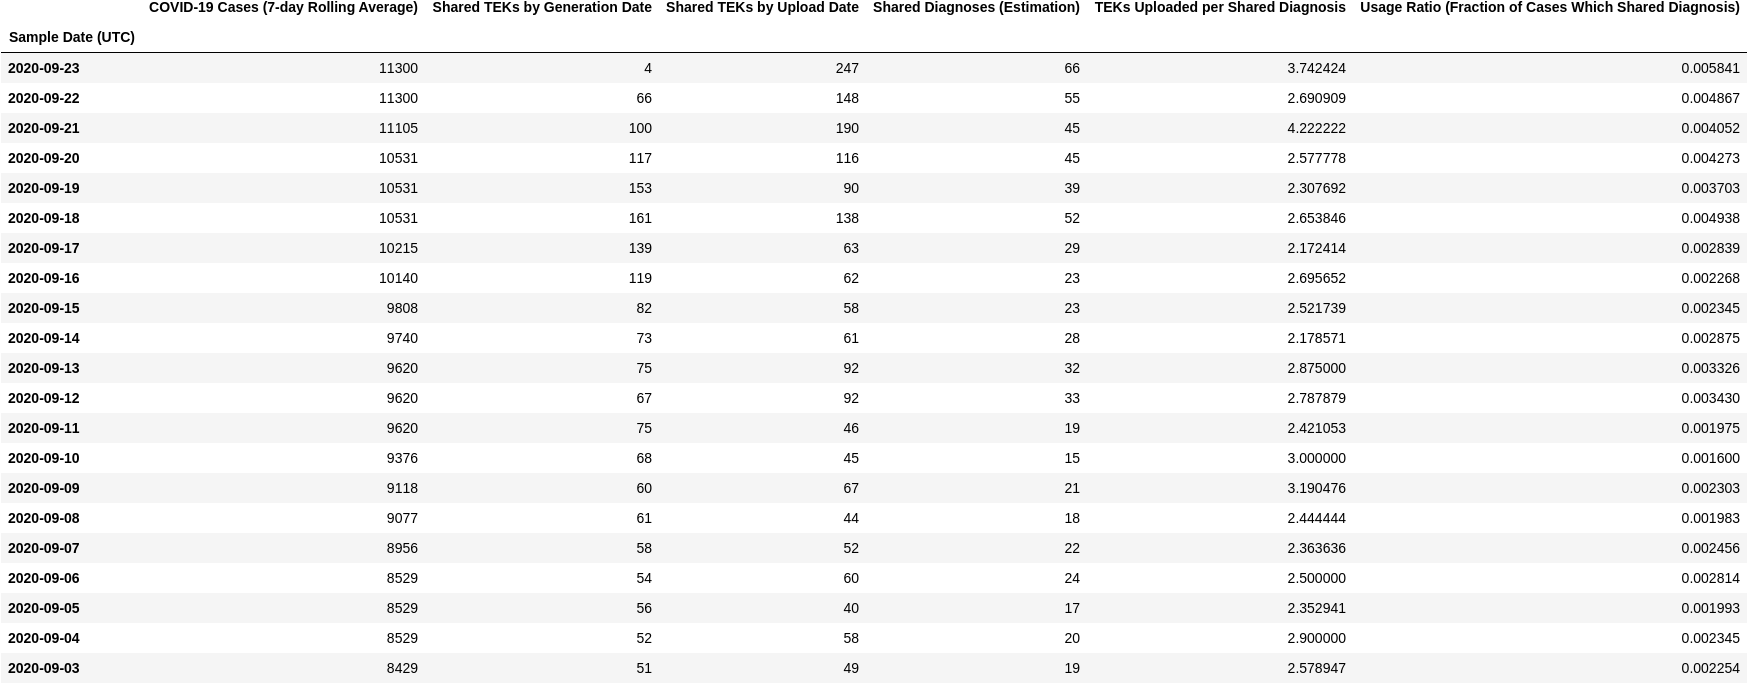 COVID-19 Cases (7-day Rolling Average) Shared TEKs by Generation Date Shared TEKs by Upload Date Shared Diagnoses (Estimation) TEKs Uploaded per Shared Diagnosis Usage Ratio (Fraction of Cases Which Shared Diagnosis)
Sample Date (UTC)
2020-09-23 11300 4 247 66 3.742424 0.005841
2020-09-22 11300 66 148 55 2.690909 0.004867
2020-09-21 11105 100 190 45 4.222222 0.004052
2020-09-20 10531 117 116 45 2.577778 0.004273
2020-09-19 10531 153 90 39 2.307692 0.003703
2020-09-18 10531 161 138 52 2.653846 0.004938
2020-09-17 10215 139 63 29 2.172414 0.002839
2020-09-16 10140 119 62 23 2.695652 0.002268
2020-09-15 9808 82 58 23 2.521739 0.002345
2020-09-14 9740 73 61 28 2.178571 0.002875
2020-09-13 9620 75 92 32 2.875000 0.003326
2020-09-12 9620 67 92 33 2.787879 0.003430
2020-09-11 9620 75 46 19 2.421053 0.001975
2020-09-10 9376 68 45 15 3.000000 0.001600
2020-09-09 9118 60 67 21 3.190476 0.002303
2020-09-08 9077 61 44 18 2.444444 0.001983
2020-09-07 8956 58 52 22 2.363636 0.002456
2020-09-06 8529 54 60 24 2.500000 0.002814
2020-09-05 8529 56 40 17 2.352941 0.001993
2020-09-04 8529 52 58 20 2.900000 0.002345
2020-09-03 8429 51 49 19 2.578947 0.002254